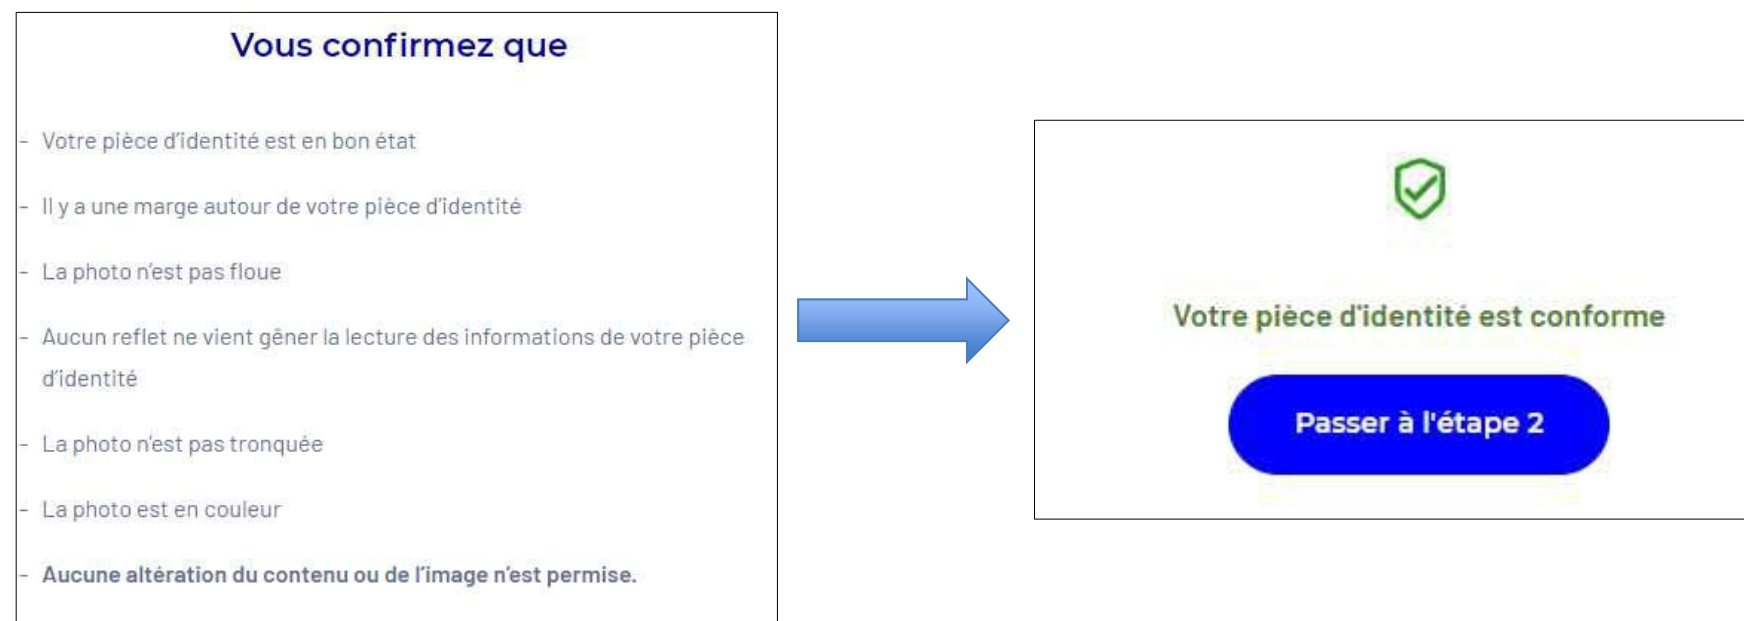 Vous confirmez que
- Votre pièce d'identité est en bon état
- Il y a une marge autour de votre pièce d'identité
- La photo n'est pas floue
- Aucun reflet ne vient gêner la lecture des informations de votre pièce
d'identité
- La photo n'est pas tronquée
- La photo est en couleur
- Aucune altération du contenu ou de l'image n'est permise.
Votre pièce d'identité est conforme
Passer à l'étape 2